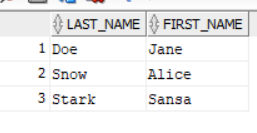 LAST_NAME FIRST_NAME
1 Doe Jane
2 Snow Alice
3 Stark Sansa